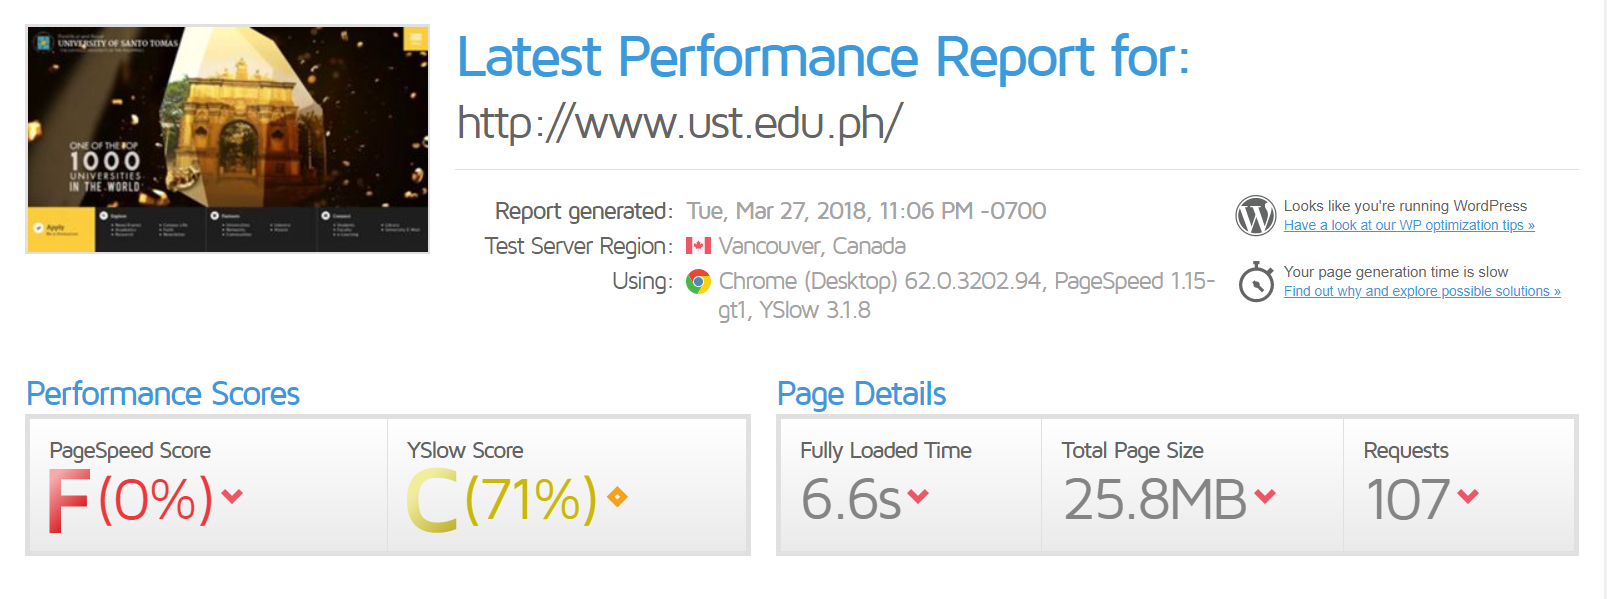 UNIVERSITY OF SANTO TOMAS
ONE OF THE TOP
1000
UNIVERSITIES
IN THE WORLD
Apply
Explore
Partners
Connect
Latest Performance Report for:
http://www.ust.edu.ph/
Report generated: Tue, Mar 27, 2018, 11:06 PM -0700
Test Server Region: Vancouver, Canada
Using: Chrome (Desktop) 62.0.3202.94, PageSpeed 1.15-
gt1, YSlow 3.1.8
Looks like you're running WordPress
Have a look at our WP optimization tips »
Your page generation time is slow
Find out why and explore possible solutions »
Performance Scores
PageSpeed Score
F (0%)
YSlow Score
C (71%)
Page Details
Fully Loaded Time
6.6s
Total Page Size
25.8MB
Requests
107